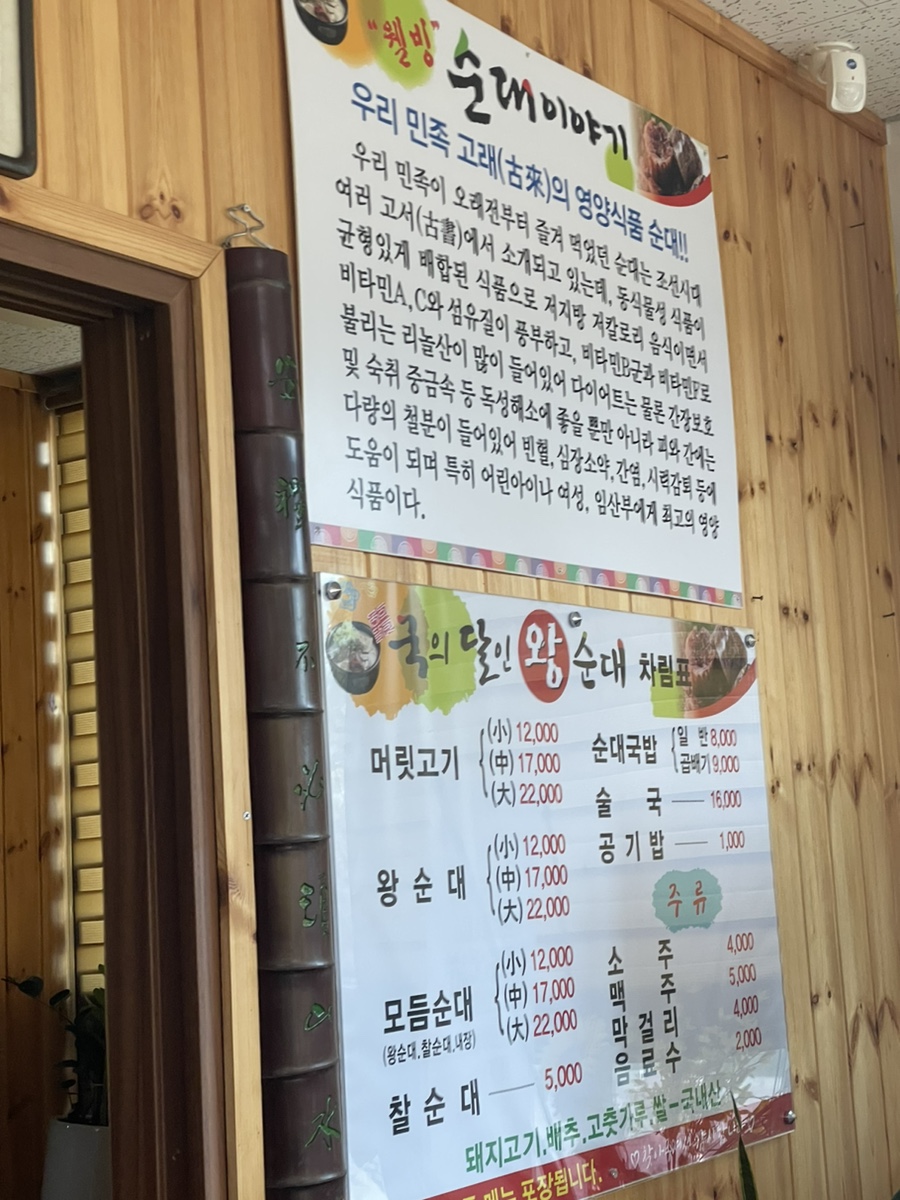 "웰빙" 순대이야기
우리 민족 고래(古來)의 영양식품 순대!!
우리 민족이 오래전부터 즐겨 먹었던 순대는 조선시대
여러 고서(古書)에서 소개되고 있는데, 동식물성 식품이
균형있게 배합된 식품으로 저지방 저칼로리 음식이면서
비타민A, C와 섬유질이 풍부하고, 비타민B군과 비타민F로
불리는 리놀산이 많이 들어있어 다이어트는 물론 간장보호
및 숙취 중금속 등 독성해소에 좋을 뿐만 아니라 피와 간에는
다량의 철분이 들어있어 빈혈, 심장소약, 간염, 시력감퇴 등에
도움이 되며 특히 어린아이나 여성, 임산부에게 최고의 영양
식품이다.
국의 달인 왕순대 차림표
머릿고기 (小) 12,000
(中) 17,000
(大) 22,000
왕순대 (小) 12,000
(中) 17,000
(大) 22,000
모듬순대 (小) 12,000
(왕순대,찰순대,내장) (中) 17,000
(大) 22,000
찰순대 5,000
순대국밥 일반 8,000
곱배기 9,000
술국 16,000
공기밥 1,000
주류
소주 4,000
맥주 5,000
막걸리 4,000
음료수 2,000
돼지고기,배추,고춧가루,쌀-국내산
메뉴 포장됩니다.